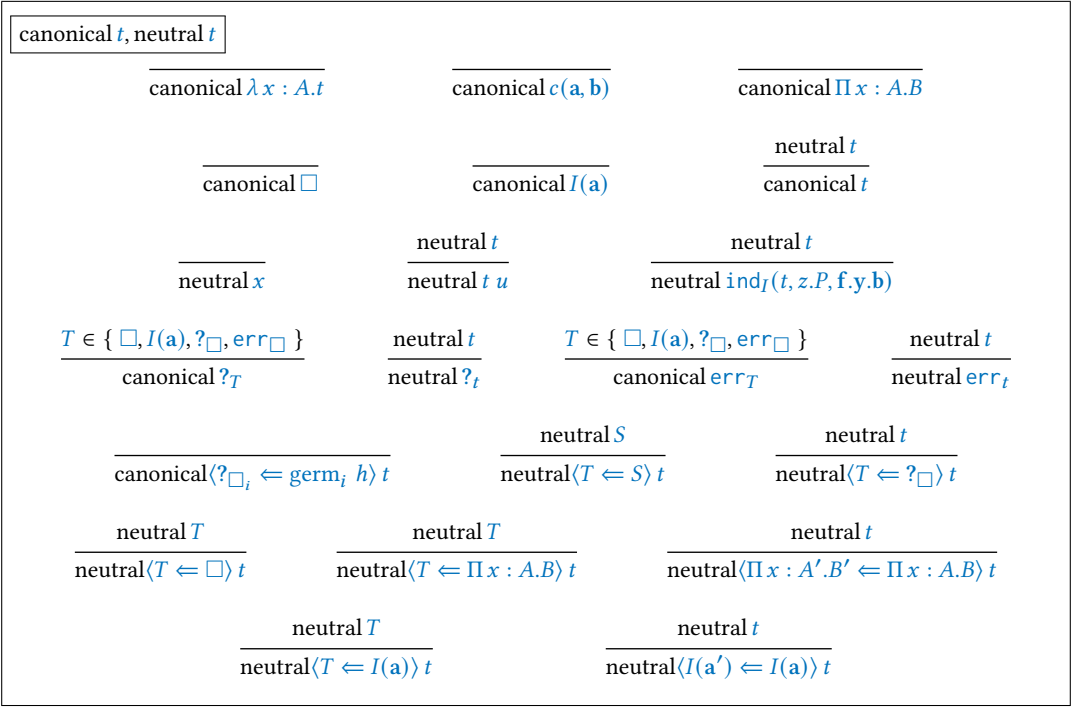 canonical t, neutral t
canonical λ x : A.t canonical c(a, b) canonical Π x : A.B
neutral t
canonical □ canonical I(a) canonical t
neutral t neutral t
neutral x neutral t u neutral ind_I(t, z.P, f.y.b)
T ∈ { □, I(a), ?_□, err_□ } neutral t T ∈ { □, I(a), ?_□, err_□ } neutral t
canonical ?_T neutral ?_t canonical err_T neutral err_t
neutral S neutral t
canonical⟨?_□_i ⇐ germ_i h⟩ t neutral⟨T ⇐ S⟩ t neutral⟨T ⇐ ?_□⟩ t
neutral T neutral T neutral t
neutral⟨T ⇐ □⟩ t neutral⟨T ⇐ Π x : A.B⟩ t neutral⟨Π x : A′.B′ ⇐ Π x : A.B⟩ t
neutral T neutral t
neutral⟨T ⇐ I(a)⟩ t neutral⟨I(a′) ⇐ I(a)⟩ t